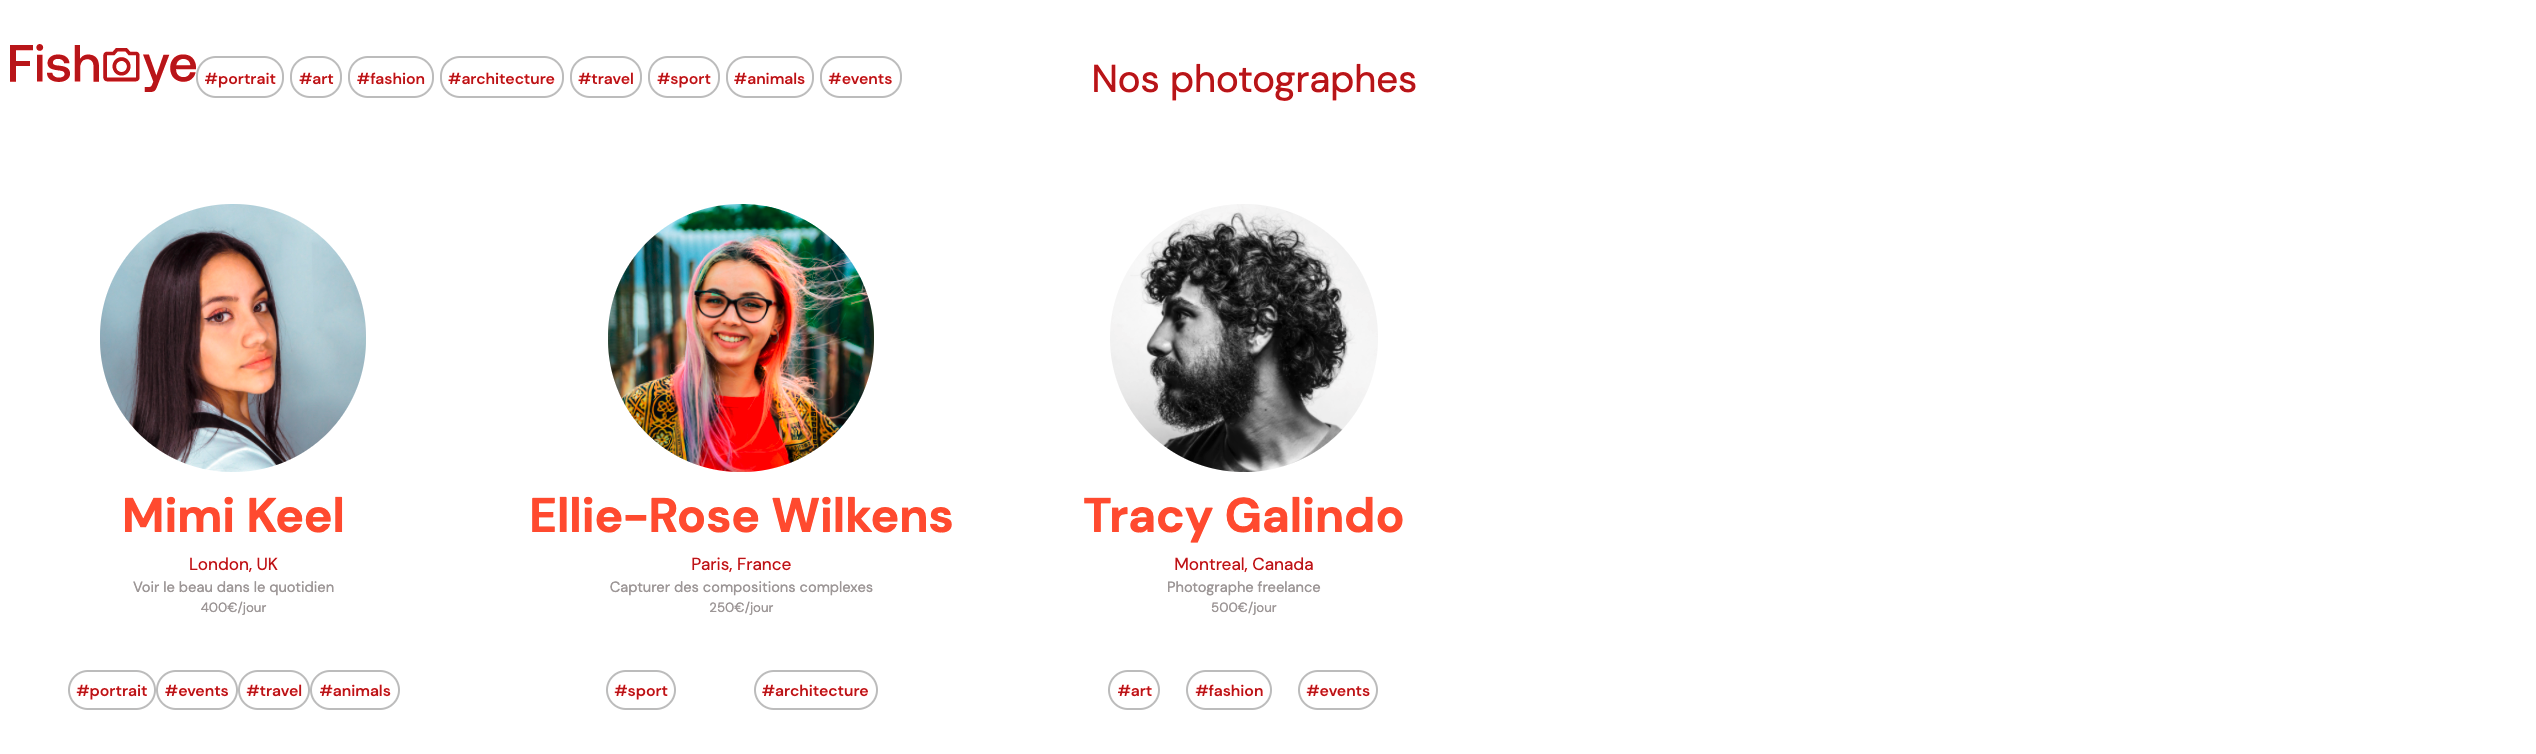 Fisheye
#portrait #art #fashion #architecture #travel #sport #animals #events
Nos photographes
Mimi Keel
London, UK
Voir le beau dans le quotidien
400€/jour
#portrait #events #travel #animals
Ellie-Rose Wilkens
Paris, France
Capturer des compositions complexes
250€/jour
#sport #architecture
Tracy Galindo
Montreal, Canada
Photographe freelance
500€/jour
#art #fashion #events